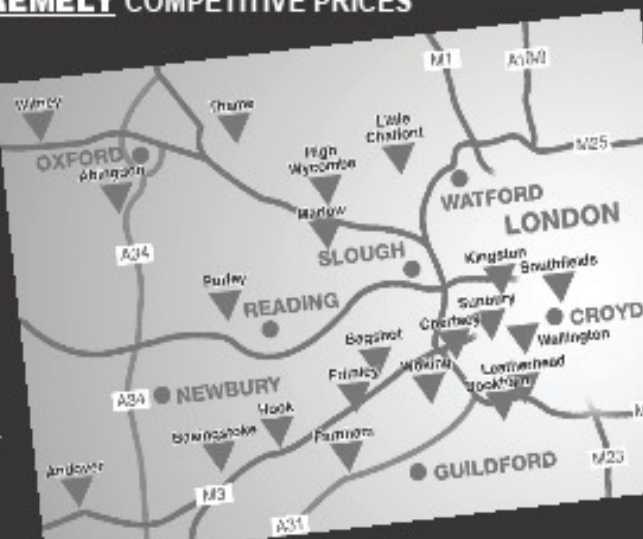 EXTREMELY COMPETITIVE PRICES
M1
A1(M)
Witney
Thame
Little
Chalfont
M25
OXFORD
High
Wycombe
Abingdon
WATFORD
Marlow
LONDON
A34
SLOUGH
Kingston
Southfields
Purley
READING
Sunbury
CROYD
Chertsey
Wallington
Bagshot
Woking
Leatherhead
Frimley
Bookham
A34
NEWBURY
Hook
Basingstoke
Farnham
M23
Andover
GUILDFORD
M3
A31